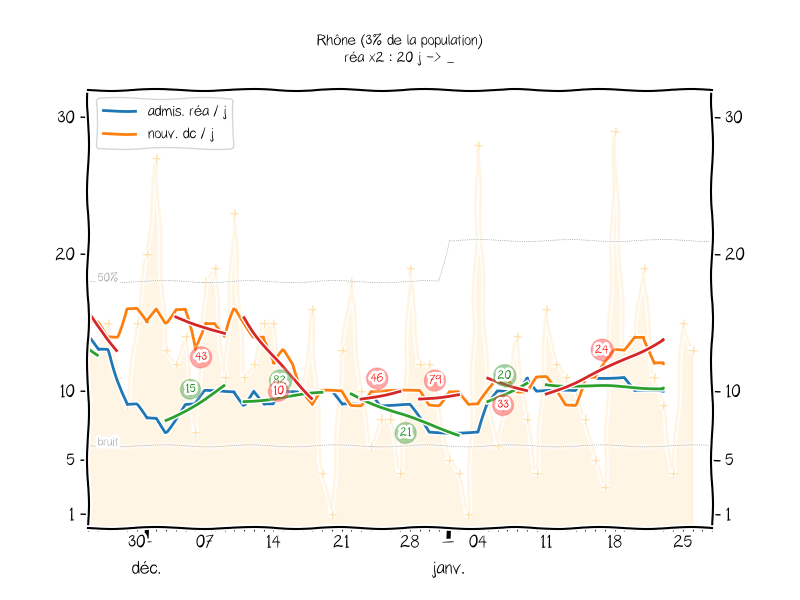 Rhône (3% de la population)
réa x2 : 20 j -> _
admis. réa / j
nouv. dc / j
30 30
20 20
50%
24
46 79 20
43
15 82
10 10 10
33
21
bruit
5 5
1 1
30 07 14 21 28 04 11 18 25
déc. janv.